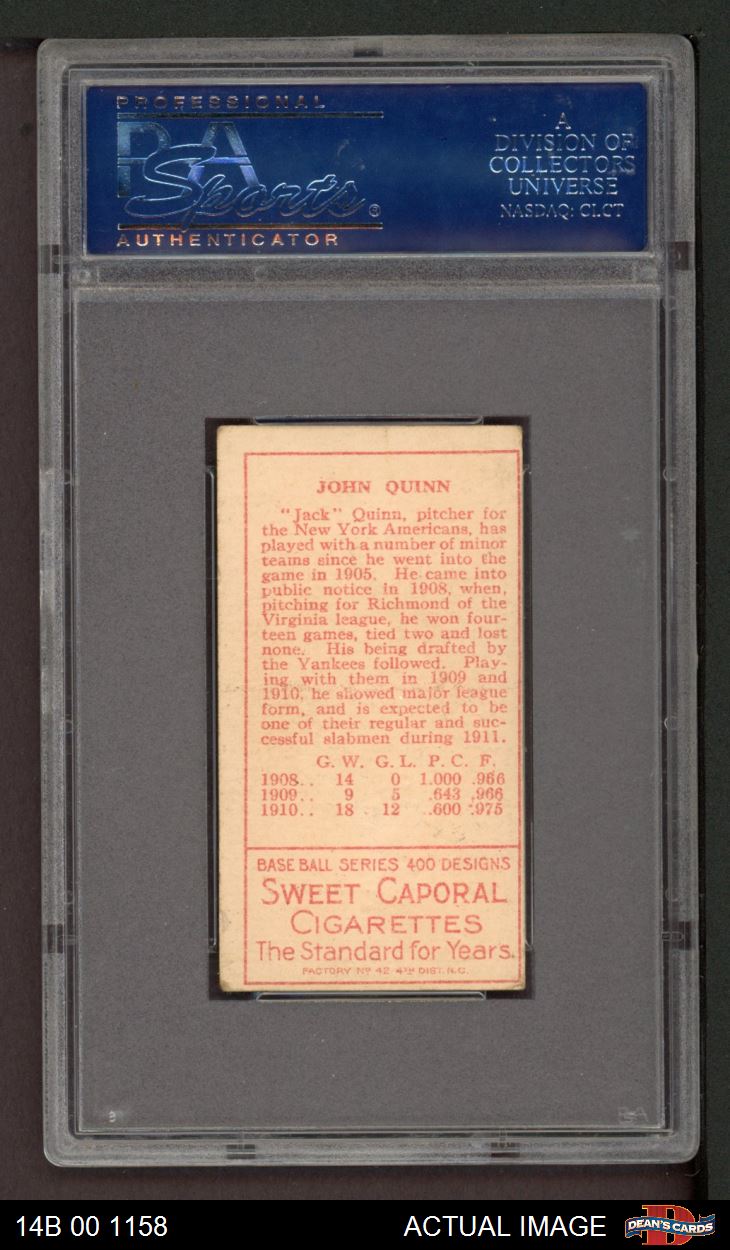 PROFESSIONAL
PSA
Sports®
AUTHENTICATOR
A
DIVISION OF
COLLECTORS
UNIVERSE
NASDAQ: CLCT
JOHN QUINN
"Jack" Quinn, pitcher for
the New York Americans, has
played with a number of minor
teams since he went into the
game in 1905. He came into
public notice in 1908, when,
pitching for Richmond of the
Virginia league, he won four-
teen games, tied two and lost
none. His being drafted by
the Yankees followed. Play-
ing with them in 1909 and
1910, he showed major league
form, and is expected to be
one of their regular and suc-
cessful slabmen during 1911.
G. W. G. L. P. C. F.
1908.. 14 0 1.000 .966
1909.. 9 5 .643 .966
1910.. 18 12 .600 .975
BASE BALL SERIES 400 DESIGNS
SWEET CAPORAL
CIGARETTES
The Standard for Years.
FACTORY Nº 42 4TH DIST. N.C.
14B 00 1158
ACTUAL IMAGE
DEAN'S CARDS